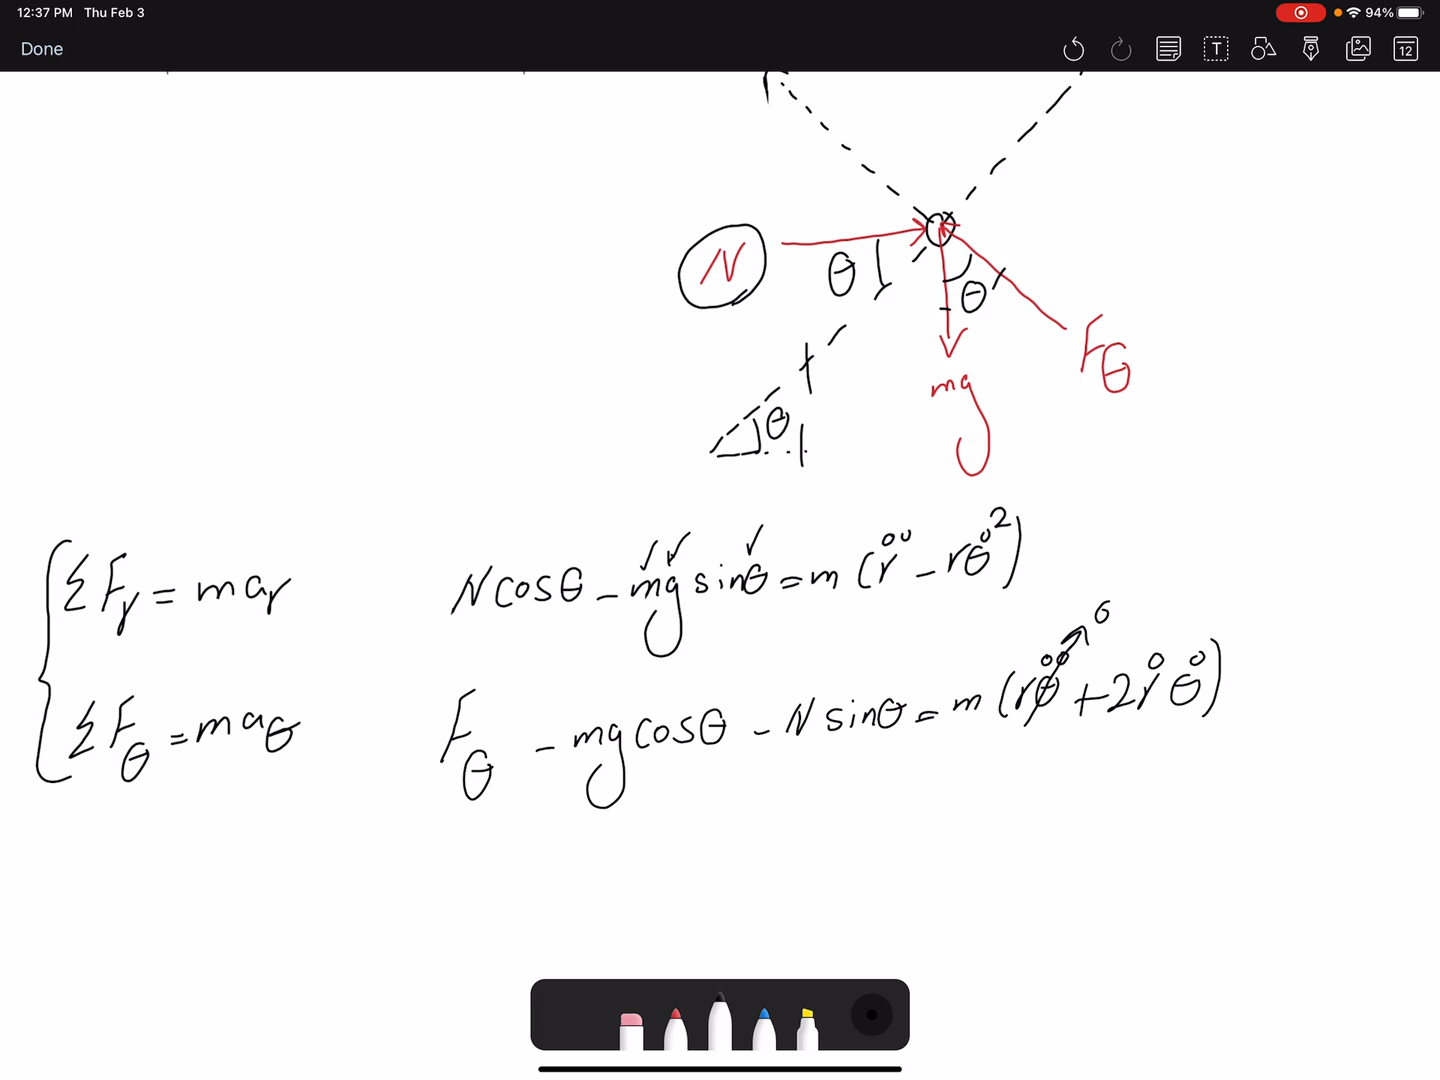 12:37 PM Thu Feb 3
94%
Done
T
12
N
θ
θ
F_θ
mg
θ
ΣF_r = ma_r
N cosθ - mg sinθ = m (r̈ - rθ̇²)
0
ΣF_θ = ma_θ
F_θ - mg cosθ - N sinθ = m (rθ̈ + 2ṙθ̇)